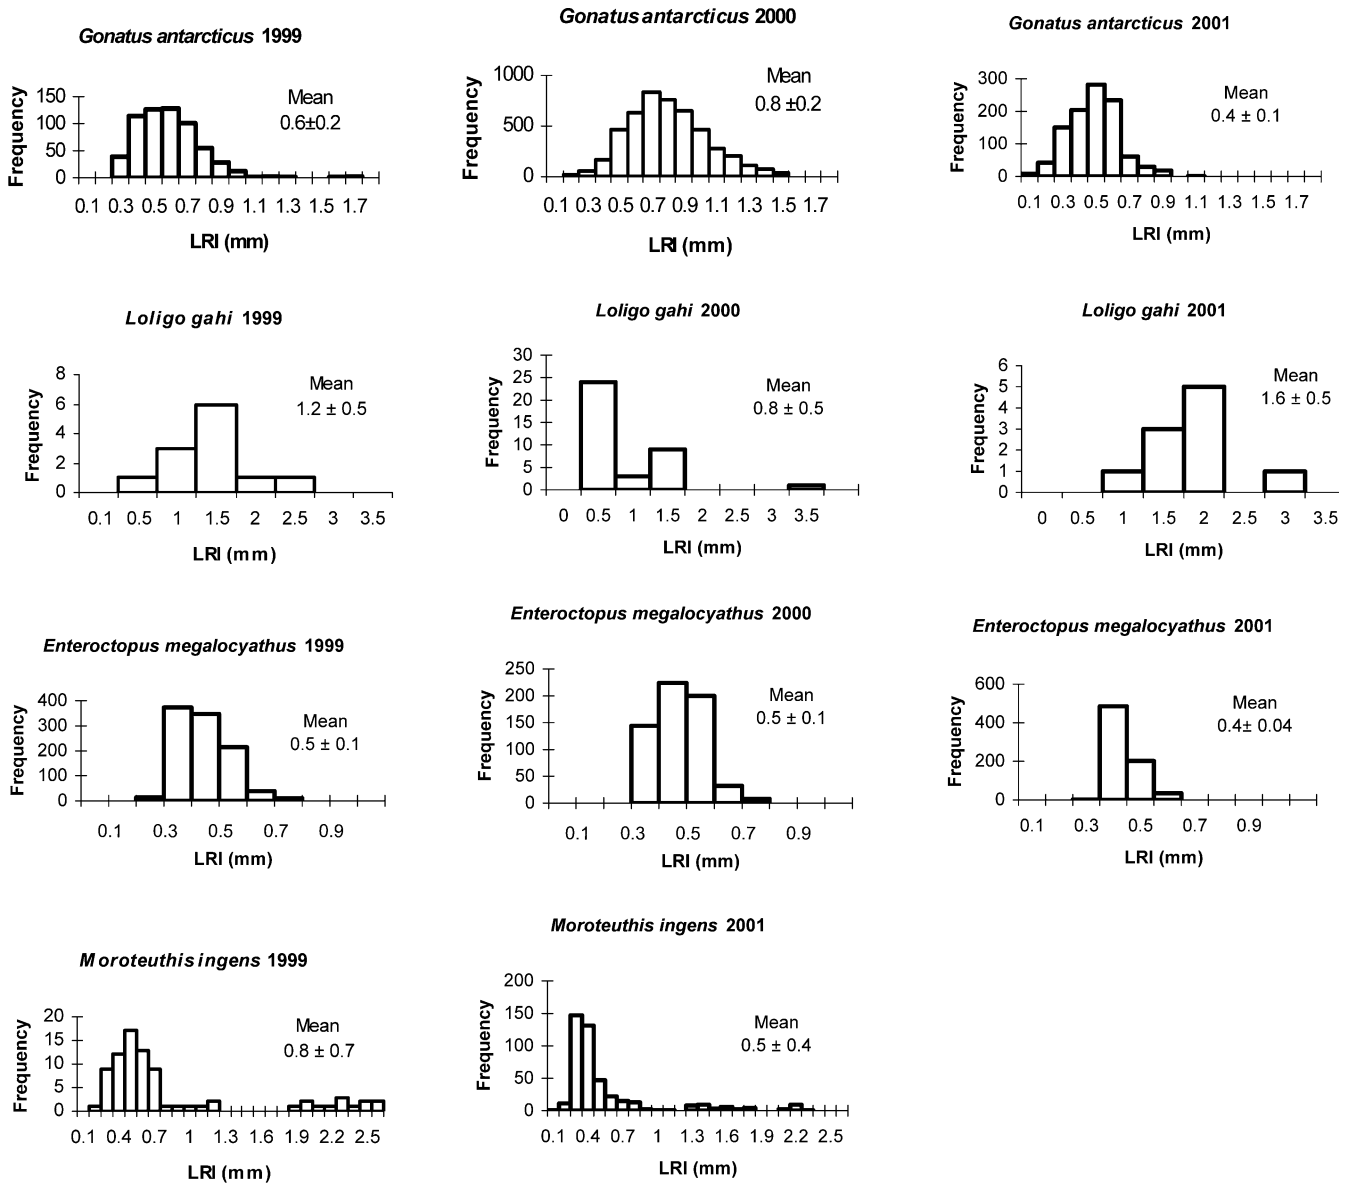 Gonatus antarcticus 1999
Frequency
150
100
50
0
Mean
0.6±0.2
0.1 0.3 0.5 0.7 0.9 1.1 1.3 1.5 1.7
LRI (mm)
Gonatus antarcticus 2000
Frequency
1000
500
0
Mean
0.8 ±0.2
0.1 0.3 0.5 0.7 0.9 1.1 1.3 1.5 1.7
LRI (mm)
Gonatus antarcticus 2001
Frequency
300
200
100
0
Mean
0.4 ± 0.1
0.1 0.3 0.5 0.7 0.9 1.1 1.3 1.5 1.7
LRI (mm)
Loligo gahi 1999
Frequency
8
6
4
2
0
Mean
1.2 ± 0.5
0.1 0.5 1 1.5 2 2.5 3 3.5
LRI (mm)
Loligo gahi 2000
Frequency
30
25
20
15
10
5
0
Mean
0.8 ± 0.5
0 0.5 1 1.5 2 2.5 3 3.5
LRI (mm)
Loligo gahi 2001
Frequency
6
5
4
3
2
1
0
Mean
1.6 ± 0.5
0 0.5 1 1.5 2 2.5 3 3.5
LRI (mm)
Enteroctopus megalocyathus 1999
Frequency
400
300
200
100
0
Mean
0.5 ± 0.1
0.1 0.3 0.5 0.7 0.9
LRI (mm)
Enteroctopus megalocyathus 2000
Frequency
250
200
150
100
50
0
Mean
0.5 ± 0.1
0.1 0.3 0.5 0.7 0.9
LRI (mm)
Enteroctopus megalocyathus 2001
Frequency
600
400
200
0
Mean
0.4± 0.04
0.1 0.3 0.5 0.7 0.9
LRI (mm)
Moroteuthis ingens 1999
Frequency
20
15
10
5
0
Mean
0.8 ± 0.7
0.1 0.4 0.7 1 1.3 1.6 1.9 2.2 2.5
LRI (mm)
Moroteuthis ingens 2001
Frequency
200
150
100
50
0
Mean
0.5 ± 0.4
0.1 0.4 0.7 1 1.3 1.6 1.9 2.2 2.5
LRI (mm)